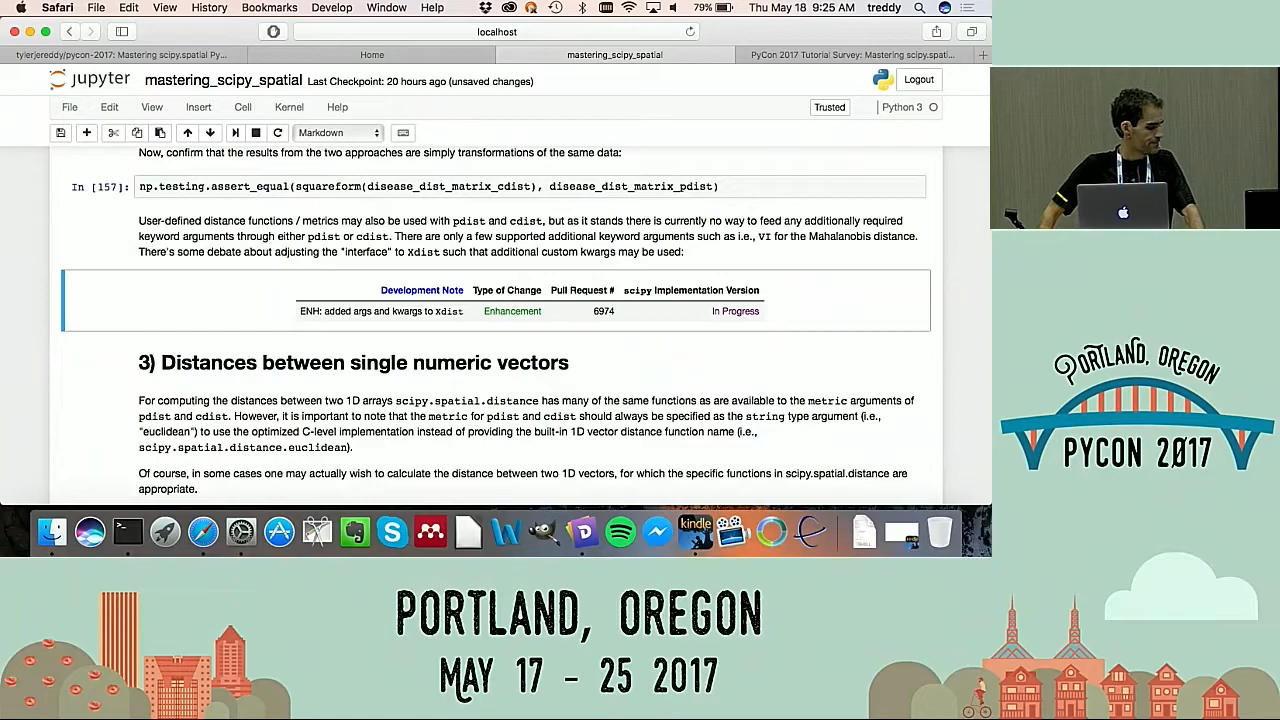 Safari File Edit View History Bookmarks Develop Window Help 79% Thu May 18 9:25 AM treddy
localhost
tylerjereddy/pycon-2017: Mastering scipy.spatial Py... Home mastering_scipy_spatial PyCon 2017 Tutorial Survey: Mastering scipy.spati...
jupyter mastering_scipy_spatial Last Checkpoint: 20 hours ago (unsaved changes) Logout
File Edit View Insert Cell Kernel Help Trusted Python 3
Markdown
Now, confirm that the results from the two approaches are simply transformations of the same data:
In [157]: np.testing.assert_equal(squareform(disease_dist_matrix_cdist), disease_dist_matrix_pdist)
User-defined distance functions / metrics may also be used with pdist and cdist, but as it stands there is currently no way to feed any additionally required
keyword arguments through either pdist or cdist. There are only a few supported additional keyword arguments such as i.e., VI for the Mahalanobis distance.
There's some debate about adjusting the "interface" to Xdist such that additional custom kwargs may be used:
Development Note Type of Change Pull Request # scipy Implementation Version
ENH: added args and kwargs to Xdist Enhancement 6974 In Progress
3) Distances between single numeric vectors
For computing the distances between two 1D arrays scipy.spatial.distance has many of the same functions as are available to the metric arguments of
pdist and cdist. However, it is important to note that the metric for pdist and cdist should always be specified as the string type argument (i.e.,
"euclidean") to use the optimized C-level implementation instead of providing the built-in 1D vector distance function name (i.e.,
scipy.spatial.distance.euclidean).
Of course, in some cases one may actually wish to calculate the distance between two 1D vectors, for which the specific functions in scipy.spatial.distance are
appropriate.
kindle
PORTLAND, OREGON
PYCON 2017
PORTLAND, OREGON
MAY 17 - 25 2017